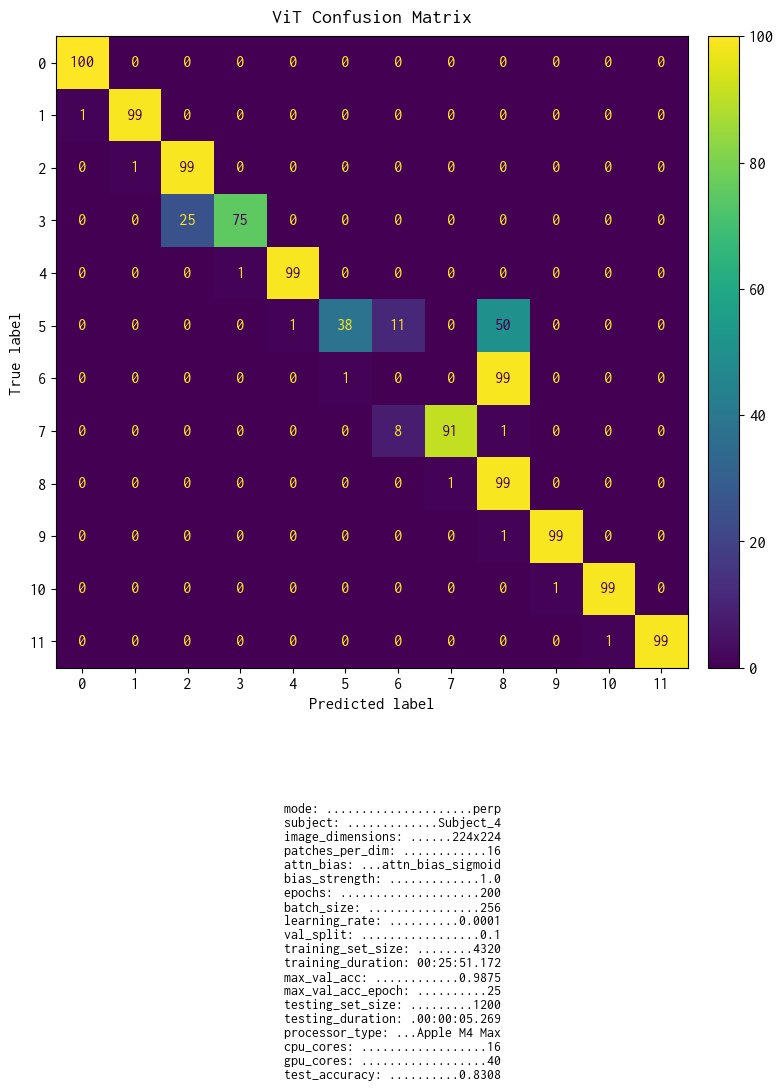 ViT Confusion Matrix
0 100 0 0 0 0 0 0 0 0 0 0 0 100
1 1 99 0 0 0 0 0 0 0 0 0 0
2 0 1 99 0 0 0 0 0 0 0 0 0 80
3 0 0 25 75 0 0 0 0 0 0 0 0
4 0 0 0 1 99 0 0 0 0 0 0 0 60
5 0 0 0 0 1 38 11 0 50 0 0 0
True label
6 0 0 0 0 0 1 0 0 99 0 0 0 40
7 0 0 0 0 0 0 8 91 1 0 0 0
8 0 0 0 0 0 0 0 1 99 0 0 0
9 0 0 0 0 0 0 0 0 1 99 0 0 20
10 0 0 0 0 0 0 0 0 0 1 99 0
11 0 0 0 0 0 0 0 0 0 0 1 99 0
0 1 2 3 4 5 6 7 8 9 10 11
Predicted label
mode: .....................perp
subject: .............Subject_4
image_dimensions: ......224x224
patches_per_dim: ............16
attn_bias: ...attn_bias_sigmoid
bias_strength: .............1.0
epochs: ....................200
batch_size: ................256
learning_rate: ..........0.0001
val_split: .................0.1
training_set_size: ........4320
training_duration: 00:25:51.172
max_val_acc: ............0.9875
max_val_acc_epoch: ..........25
testing_set_size: .........1200
testing_duration: .00:00:05.269
processor_type: ...Apple M4 Max
cpu_cores: ..................16
gpu_cores: ..................40
test_accuracy: ..........0.8308